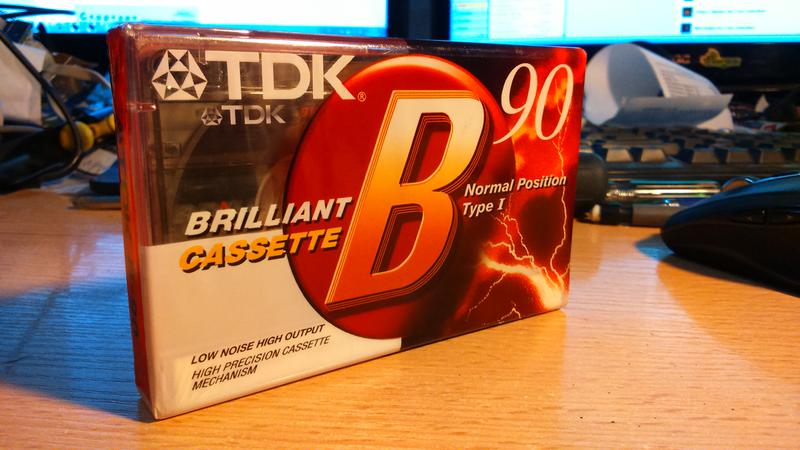 TDK®
TDK
90
B
Normal Position
Type I
BRILLIANT
CASSETTE
LOW NOISE HIGH OUTPUT
HIGH PRECISION CASSETTE
MECHANISM